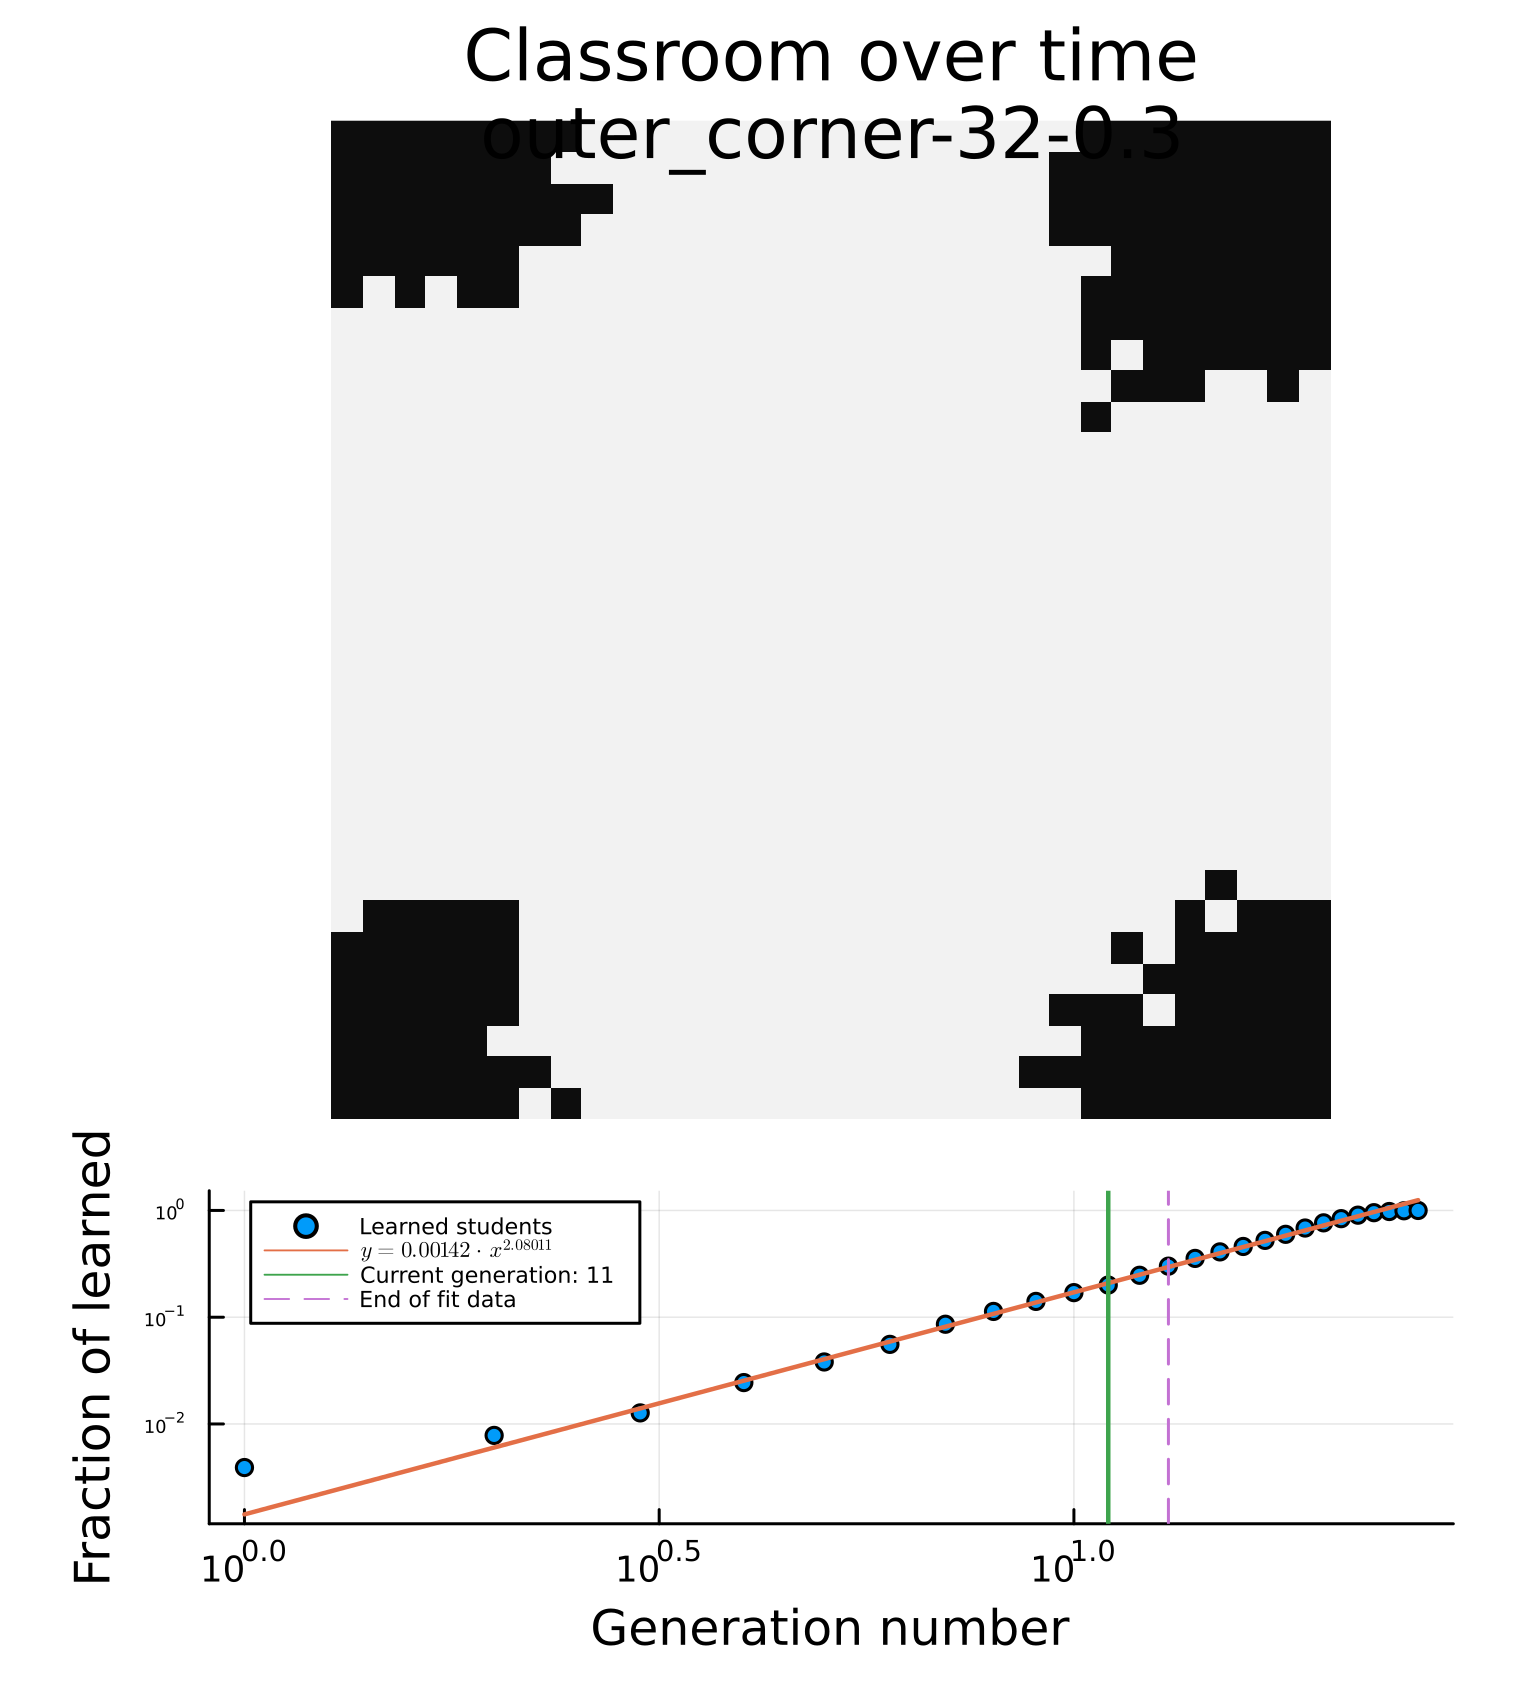 Classroom over time
outer_corner-32-0.3
Fraction of learned
10^0
10^-1
10^-2
Learned students
y = 0.00142 · x^2.08011
Current generation: 11
End of fit data
10^0.0 10^0.5 10^1.0
Generation number